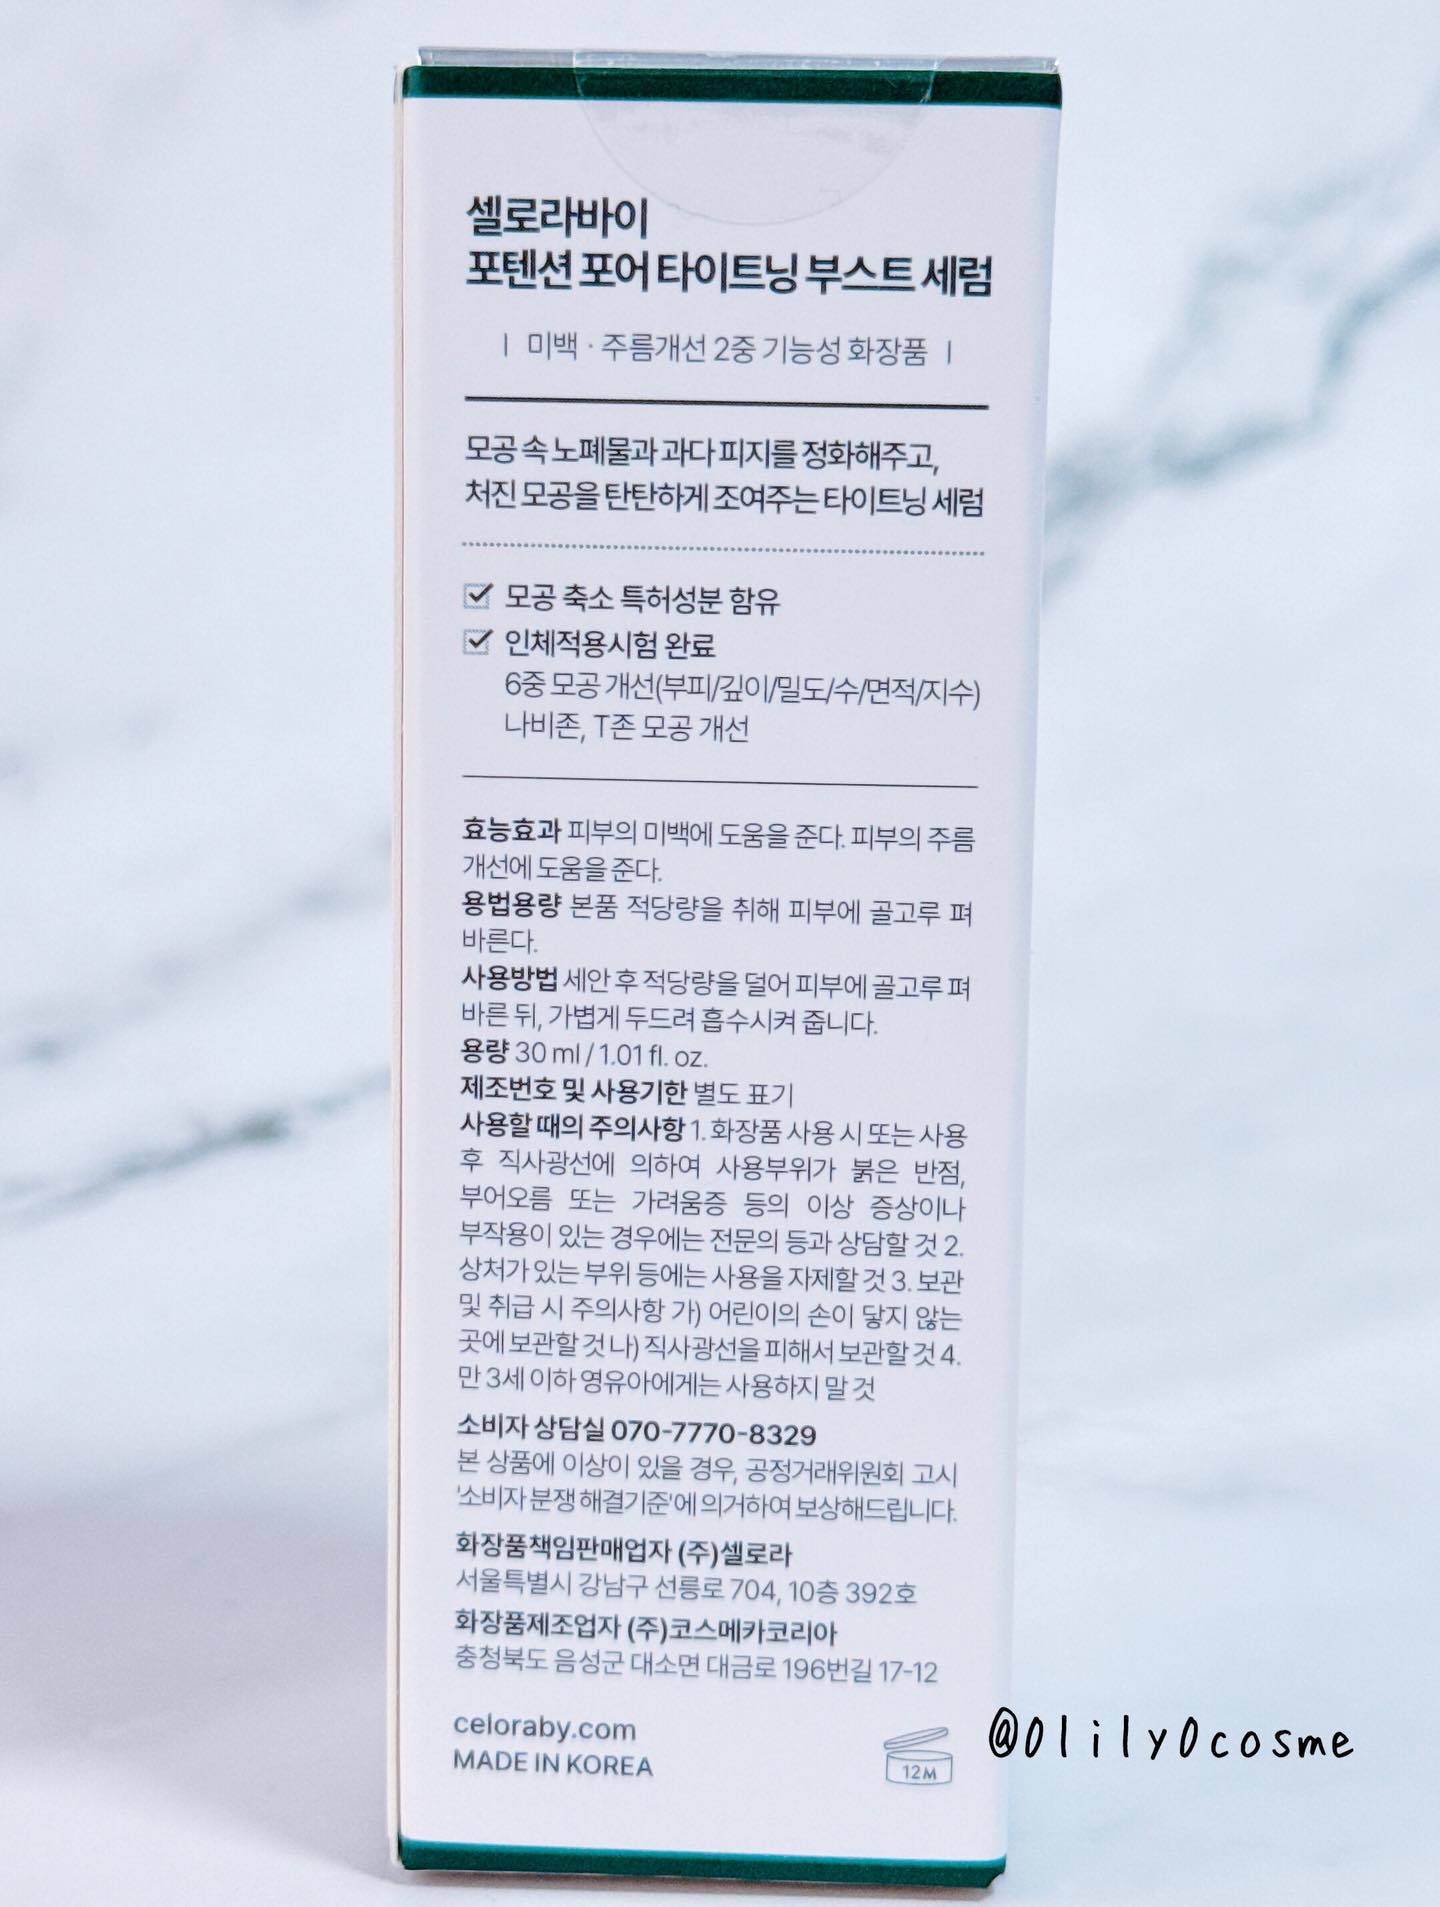 셀로라바이
포텐션 포어 타이트닝 부스트 세럼
| 미백 · 주름개선 2중 기능성 화장품 |
모공 속 노폐물과 과다 피지를 정화해주고,
처진 모공을 탄탄하게 조여주는 타이트닝 세럼
모공 축소 특허성분 함유
인체적용시험 완료
6중 모공 개선(부피/깊이/밀도/수/면적/지수)
나비존, T존 모공 개선
효능효과 피부의 미백에 도움을 준다. 피부의 주름
개선에 도움을 준다.
용법용량 본품 적당량을 취해 피부에 골고루 펴
바른다.
사용방법 세안 후 적당량을 덜어 피부에 골고루 펴
바른 뒤, 가볍게 두드려 흡수시켜 줍니다.
용량 30 ml / 1.01 fl. oz.
제조번호 및 사용기한 별도 표기
사용할 때의 주의사항 1. 화장품 사용 시 또는 사용
후 직사광선에 의하여 사용부위가 붉은 반점,
부어오름 또는 가려움증 등의 이상 증상이나
부작용이 있는 경우에는 전문의 등과 상담할 것 2.
상처가 있는 부위 등에는 사용을 자제할 것 3. 보관
및 취급 시 주의사항 가) 어린이의 손이 닿지 않는
곳에 보관할 것 나) 직사광선을 피해서 보관할 것 4.
만 3세 이하 영유아에게는 사용하지 말 것
소비자 상담실 070-7770-8329
본 상품에 이상이 있을 경우, 공정거래위원회 고시
'소비자 분쟁 해결기준'에 의거하여 보상해드립니다.
화장품책임판매업자 (주)셀로라
서울특별시 강남구 선릉로 704, 10층 392호
화장품제조업자 (주)코스메카코리아
충청북도 음성군 대소면 대금로 196번길 17-12
celoraby.com
MADE IN KOREA
12M
@0lily0cosme